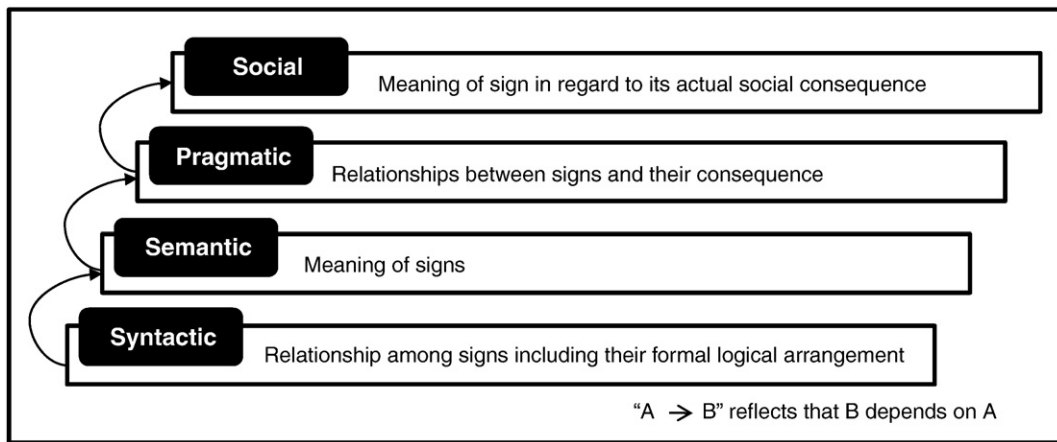 Social
Meaning of sign in regard to its actual social consequence
Pragmatic
Relationships between signs and their consequence
Semantic
Meaning of signs
Syntactic
Relationship among signs including their formal logical arrangement
“A → B” reflects that B depends on A